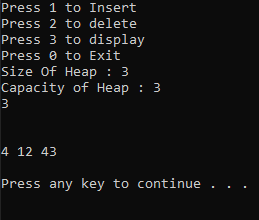 Press 1 to Insert
Press 2 to delete
Press 3 to display
Press 0 to Exit
Size Of Heap : 3
Capacity of Heap : 3
3
4 12 43
Press any key to continue . . .